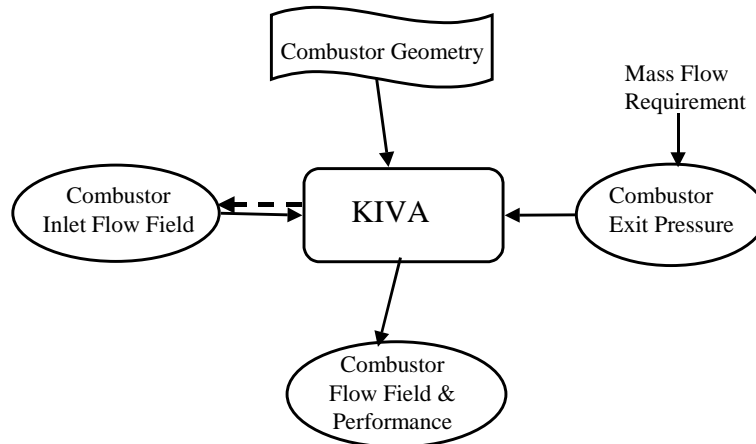 Combustor Geometry
Mass Flow
Requirement
Combustor
Inlet Flow Field
KIVA
Combustor
Exit Pressure
Combustor
Flow Field &
Performance